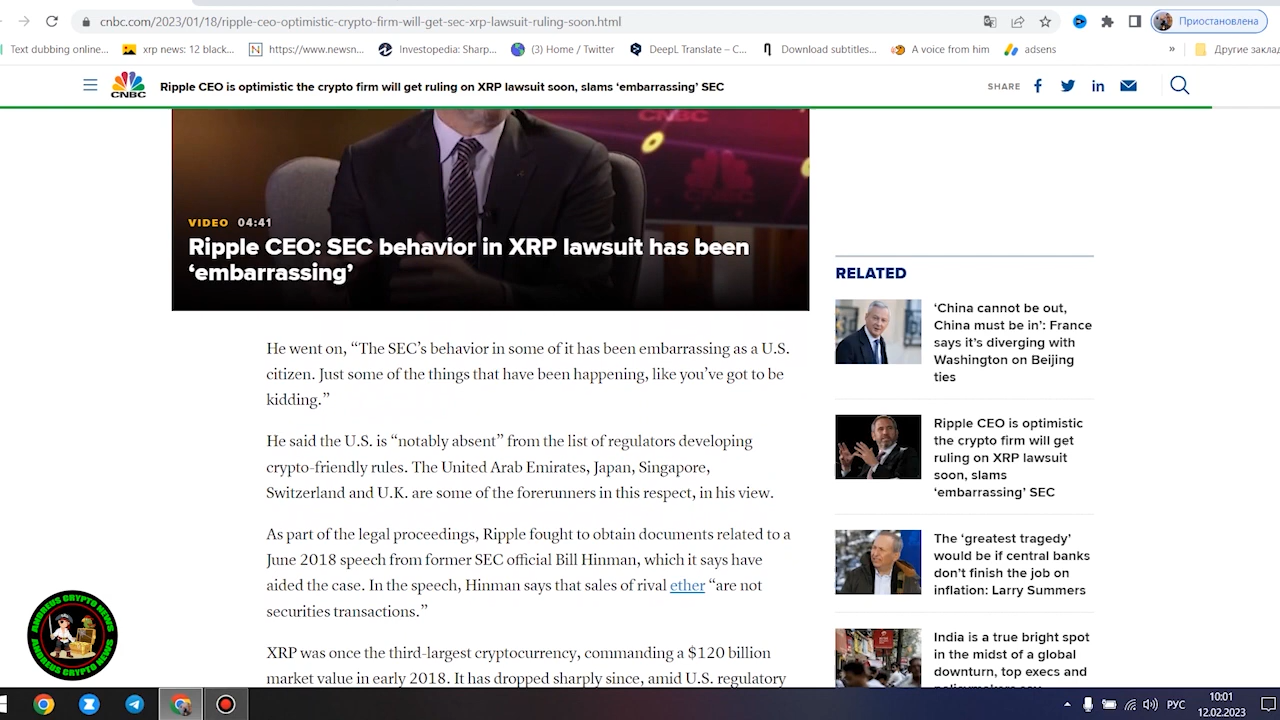 cnbc.com/2023/01/18/ripple-ceo-optimistic-crypto-firm-will-get-sec-xrp-lawsuit-ruling-soon.html
Приостановлена
Text dubbing online...
xrp news: 12 black...
https://www.newsn...
Investopedia: Sharp...
(3) Home / Twitter
DeepL Translate – C...
Download subtitles...
A voice from him
adsens
»
Другие закла
CNBC
Ripple CEO is optimistic the crypto firm will get ruling on XRP lawsuit soon, slams ‘embarrassing’ SEC
SHARE
CNBC
VIDEO 04:41
Ripple CEO: SEC behavior in XRP lawsuit has been
‘embarrassing’
He went on, “The SEC’s behavior in some of it has been embarrassing as a U.S.
citizen. Just some of the things that have been happening, like you’ve got to be
kidding.”
He said the U.S. is “notably absent” from the list of regulators developing
crypto-friendly rules. The United Arab Emirates, Japan, Singapore,
Switzerland and U.K. are some of the forerunners in this respect, in his view.
As part of the legal proceedings, Ripple fought to obtain documents related to a
June 2018 speech from former SEC official Bill Hinman, which it says have
aided the case. In the speech, Hinman says that sales of rival ether “are not
securities transactions.”
XRP was once the third-largest cryptocurrency, commanding a $120 billion
market value in early 2018. It has dropped sharply since, amid U.S. regulatory
RELATED
‘China cannot be out,
China must be in’: France
says it’s diverging with
Washington on Beijing
ties
Ripple CEO is optimistic
the crypto firm will get
ruling on XRP lawsuit
soon, slams
‘embarrassing’ SEC
The ‘greatest tragedy’
would be if central banks
don’t finish the job on
inflation: Larry Summers
India is a true bright spot
in the midst of a global
downturn, top execs and
policymakers say
ANDREUS CRYPTO NEWS
ANDREUS CRYPTO NEWS
РУС
10:01
12.02.2023